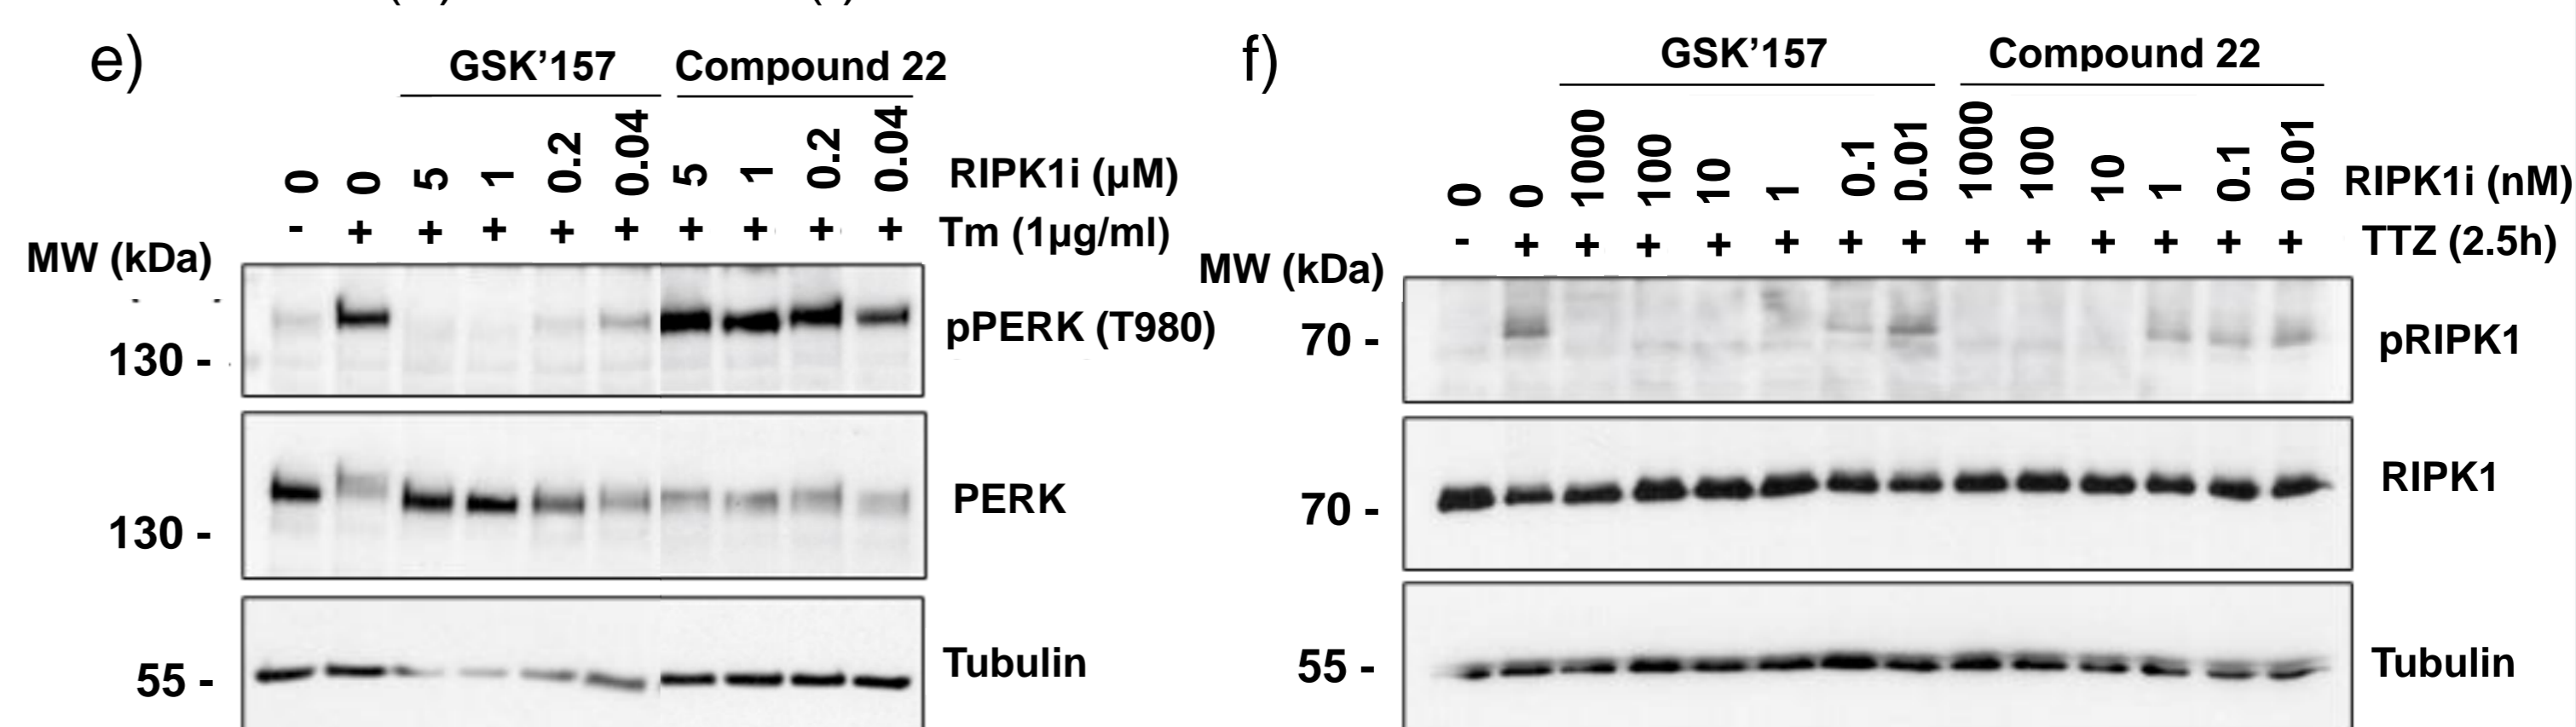 e)
GSK’157 Compound 22
0 0 5 1 0.2 0.04 5 1 0.2 0.04 RIPK1i (µM)
- + + + + + + + + + Tm (1µg/ml)
MW (kDa)
pPERK (T980)
130 -
PERK
130 -
Tubulin
55 -
f)
GSK’157 Compound 22
0 0 1000 100 10 1 0.1 0.01 1000 100 10 1 0.1 0.01 RIPK1i (nM)
- + + + + + + + + + + + + + TTZ (2.5h)
MW (kDa)
70 - pRIPK1
RIPK1
70 -
55 - Tubulin